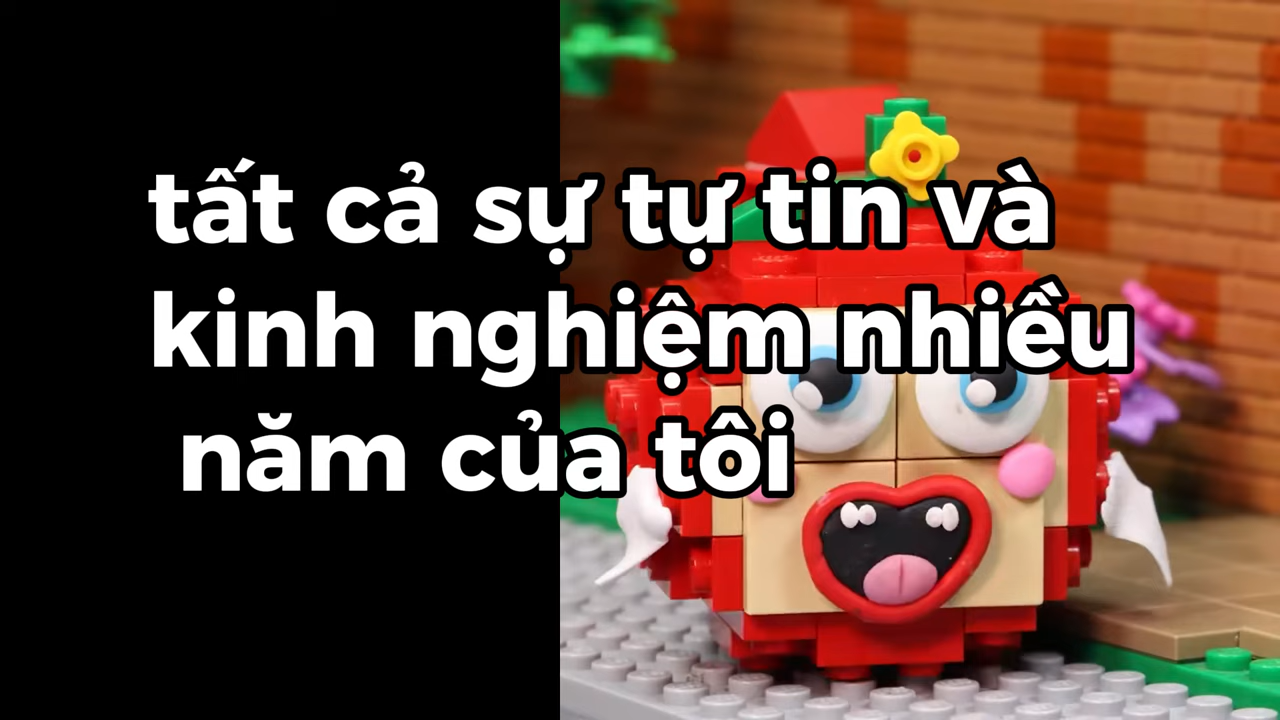 tất cả sự tự tin và
kinh nghiệm nhiều
năm của tôi